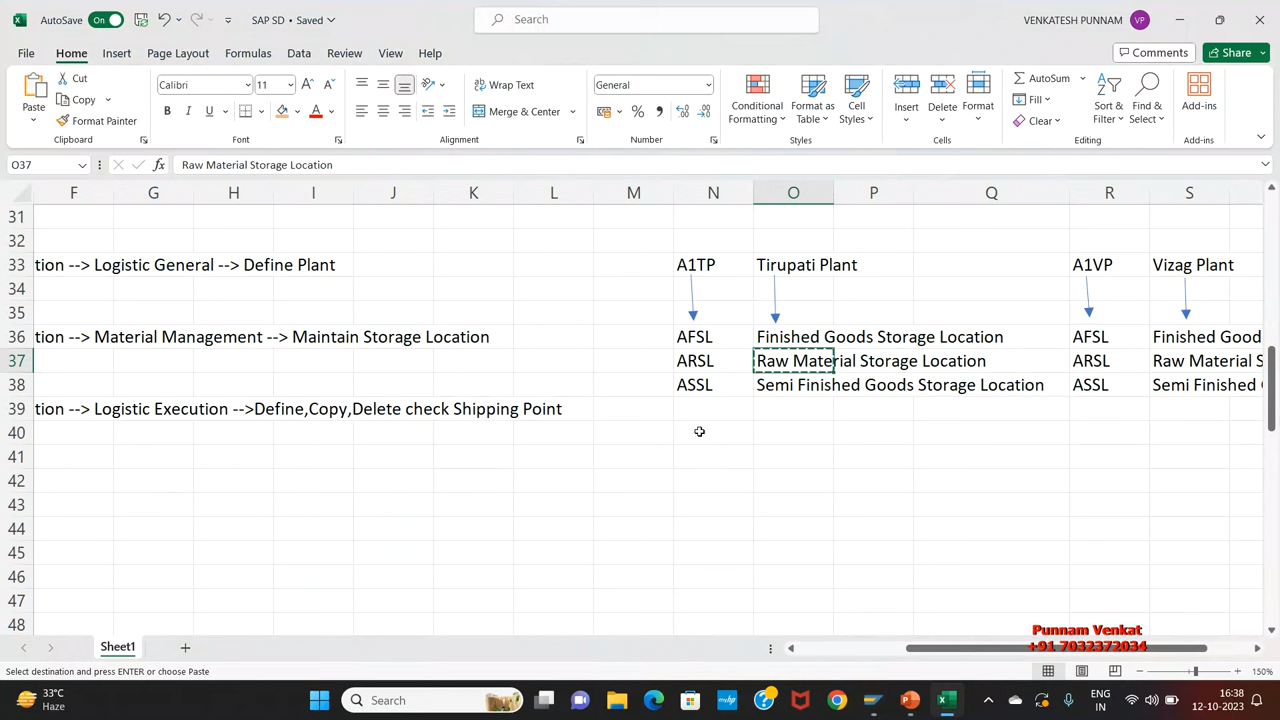 AutoSave On SAP SD • Saved Search VENKATESH PUNNAM VP
File Home Insert Page Layout Formulas Data Review View Help Comments Share
Paste Cut Copy Format Painter Clipboard
Calibri 11 B I U Font
Wrap Text Merge & Center Alignment
General % Number
Conditional Formatting Format as Table Cell Styles Styles
Insert Delete Format Cells
AutoSum Fill Clear Sort & Filter Find & Select Editing
Add-ins Add-ins
O37 fx Raw Material Storage Location
F G H I J K L M N O P Q R S
31
32
33 tion --> Logistic General --> Define Plant A1TP Tirupati Plant A1VP Vizag Plant
34
35
36 tion --> Material Management --> Maintain Storage Location AFSL Finished Goods Storage Location AFSL Finished Good
37 ARSL Raw Material Storage Location ARSL Raw Material S
38 ASSL Semi Finished Goods Storage Location ASSL Semi Finished
39 tion --> Logistic Execution -->Define,Copy,Delete check Shipping Point
40
41
42
43
44
45
46
47
48
Punnam Venkat
+91 7032372034
Sheet1
Select destination and press ENTER or choose Paste 150%
33°C
Haze
Search
ENG
IN
16:38
12-10-2023